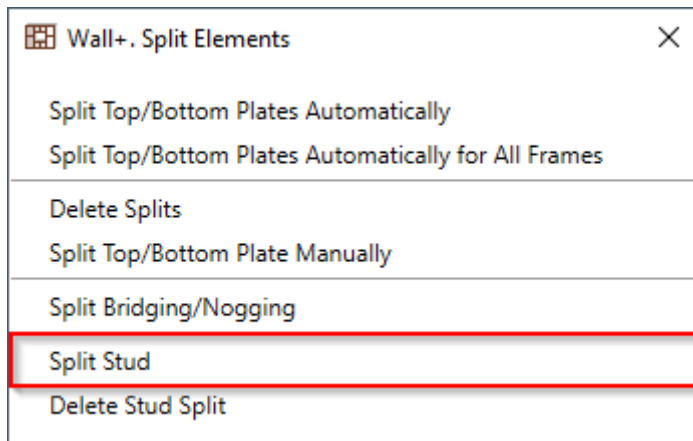 Wall+. Split Elements
Split Top/Bottom Plates Automatically
Split Top/Bottom Plates Automatically for All Frames
Delete Splits
Split Top/Bottom Plate Manually
Split Bridging/Nogging
Split Stud
Delete Stud Split